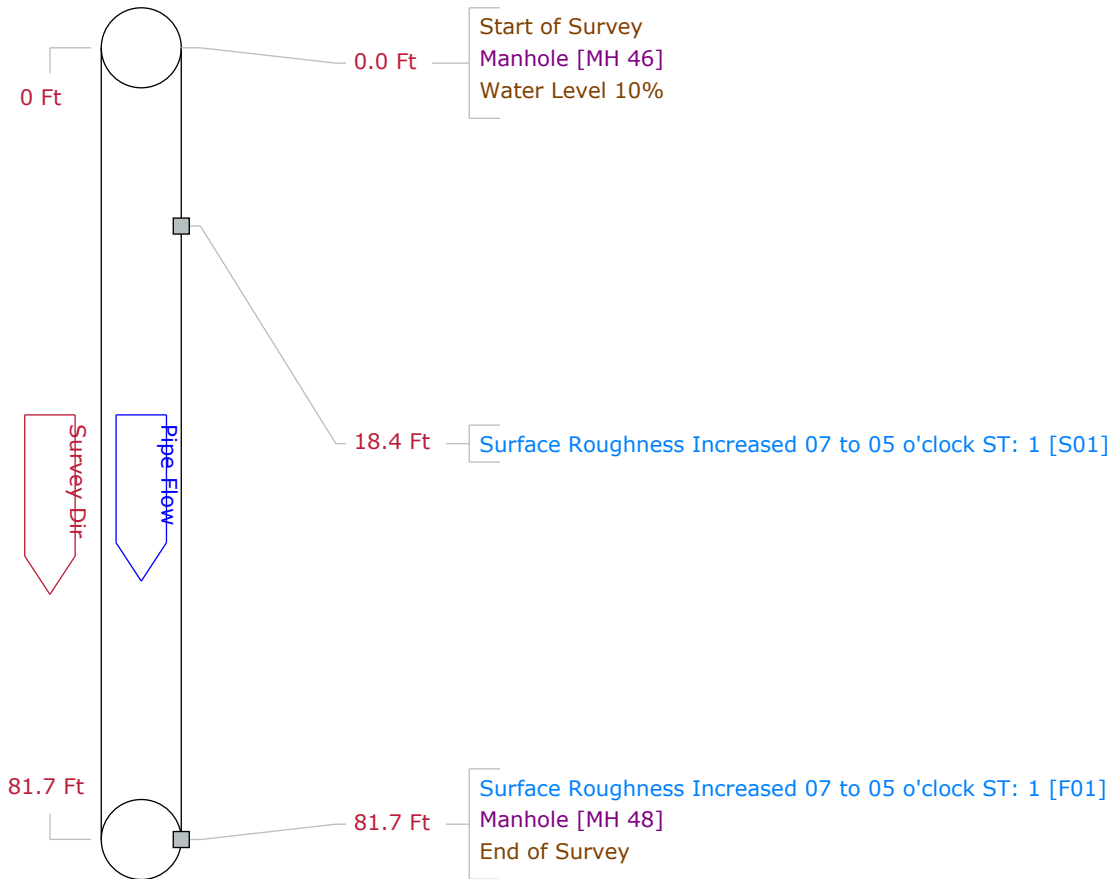 Start of Survey
0.0 Ft
Manhole [MH 46]
Water Level 10%
0 Ft
18.4 Ft
Surface Roughness Increased 07 to 05 o'clock ST: 1 [S01]
Survey Dir
Pipe Flow
81.7 Ft
Surface Roughness Increased 07 to 05 o'clock ST: 1 [F01]
81.7 Ft
Manhole [MH 48]
End of Survey